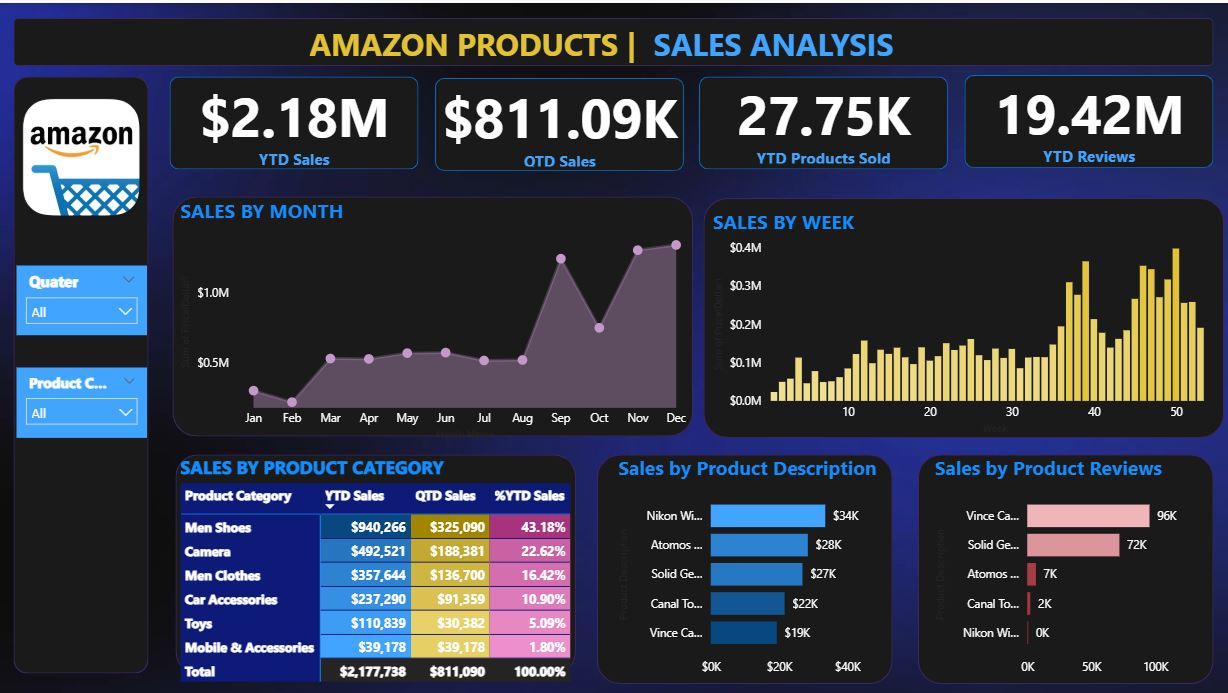 AMAZON PRODUCTS | SALES ANALYSIS
amazon
$2.18M
YTD Sales
$811.09K
QTD Sales
27.75K
YTD Products Sold
19.42M
YTD Reviews
Quater
All
Product C...
All
SALES BY MONTH
$1.0M
$0.5M
Jan Feb Mar Apr May Jun Jul Aug Sep Oct Nov Dec
SALES BY WEEK
$0.4M
$0.3M
$0.2M
$0.1M
$0.0M
10 20 30 40 50
Week
SALES BY PRODUCT CATEGORY
Product Category YTD Sales QTD Sales %YTD Sales
Men Shoes $940,266 $325,090 43.18%
Camera $492,521 $188,381 22.62%
Men Clothes $357,644 $136,700 16.42%
Car Accessories $237,290 $91,359 10.90%
Toys $110,839 $30,382 5.09%
Mobile & Accessories $39,178 $39,178 1.80%
Total $2,177,738 $811,090 100.00%
Sales by Product Description
Product Description
Nikon Wi... $34K
Atomos ... $28K
Solid Ge... $27K
Canal To... $22K
Vince Ca... $19K
$0K $20K $40K
Sales by Product Reviews
Product Description
Vince Ca... 96K
Solid Ge... 72K
Atomos ... 7K
Canal To... 2K
Nikon Wi... 0K
0K 50K 100K